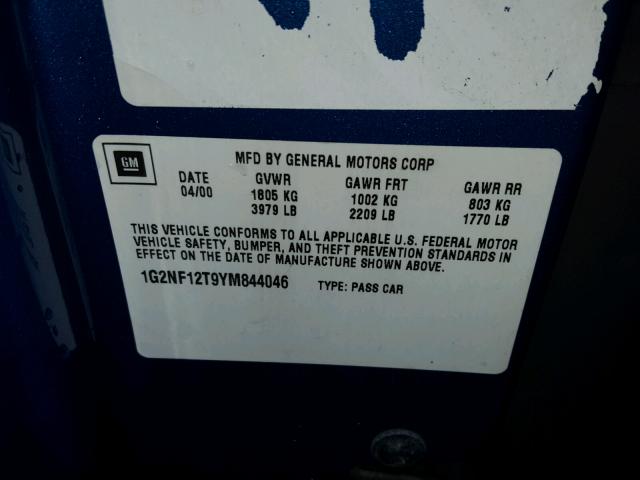 GM
MFD BY GENERAL MOTORS CORP
DATE GVWR GAWR FRT GAWR RR
04/00 1805 KG 1002 KG 803 KG
3979 LB 2209 LB 1770 LB
THIS VEHICLE CONFORMS TO ALL APPLICABLE U.S. FEDERAL MOTOR
VEHICLE SAFETY, BUMPER, AND THEFT PREVENTION STANDARDS IN
EFFECT ON THE DATE OF MANUFACTURE SHOWN ABOVE.
1G2NF12T9YM844046 TYPE: PASS CAR